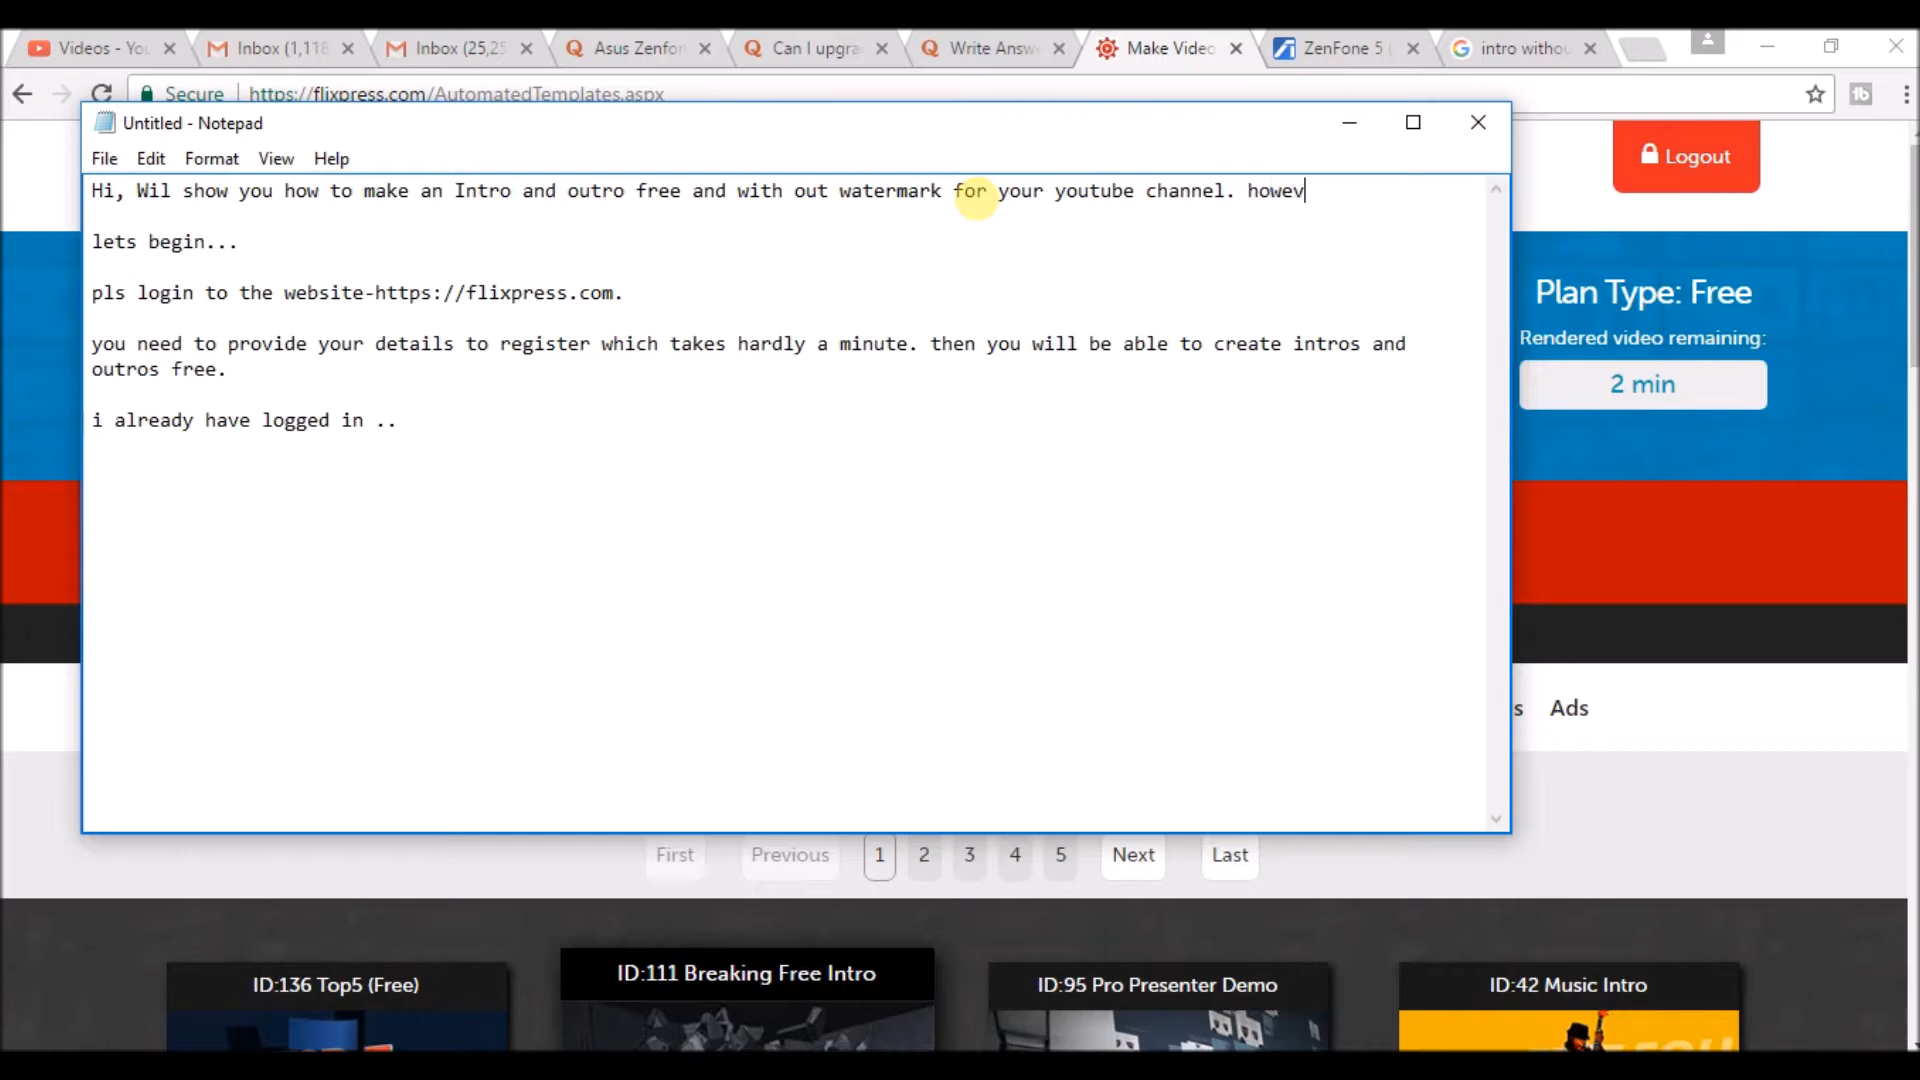 Videos - You
Inbox (1,118
Inbox (25,25
Asus Zenfon
Can I upgra
Write Answe
Make Video
ZenFone 5 (
intro withou
Secure
https://flixpress.com/AutomatedTemplates.aspx
Untitled - Notepad
File Edit Format View Help
Hi, Wil show you how to make an Intro and outro free and with out watermark for your youtube channel. howev
lets begin...
pls login to the website-https://flixpress.com.
you need to provide your details to register which takes hardly a minute. then you will be able to create intros and
outros free.
i already have logged in ..
Logout
Plan Type: Free
Rendered video remaining:
2 min
s Ads
First Previous 1 2 3 4 5 Next Last
ID:136 Top5 (Free)
ID:111 Breaking Free Intro
ID:95 Pro Presenter Demo
ID:42 Music Intro